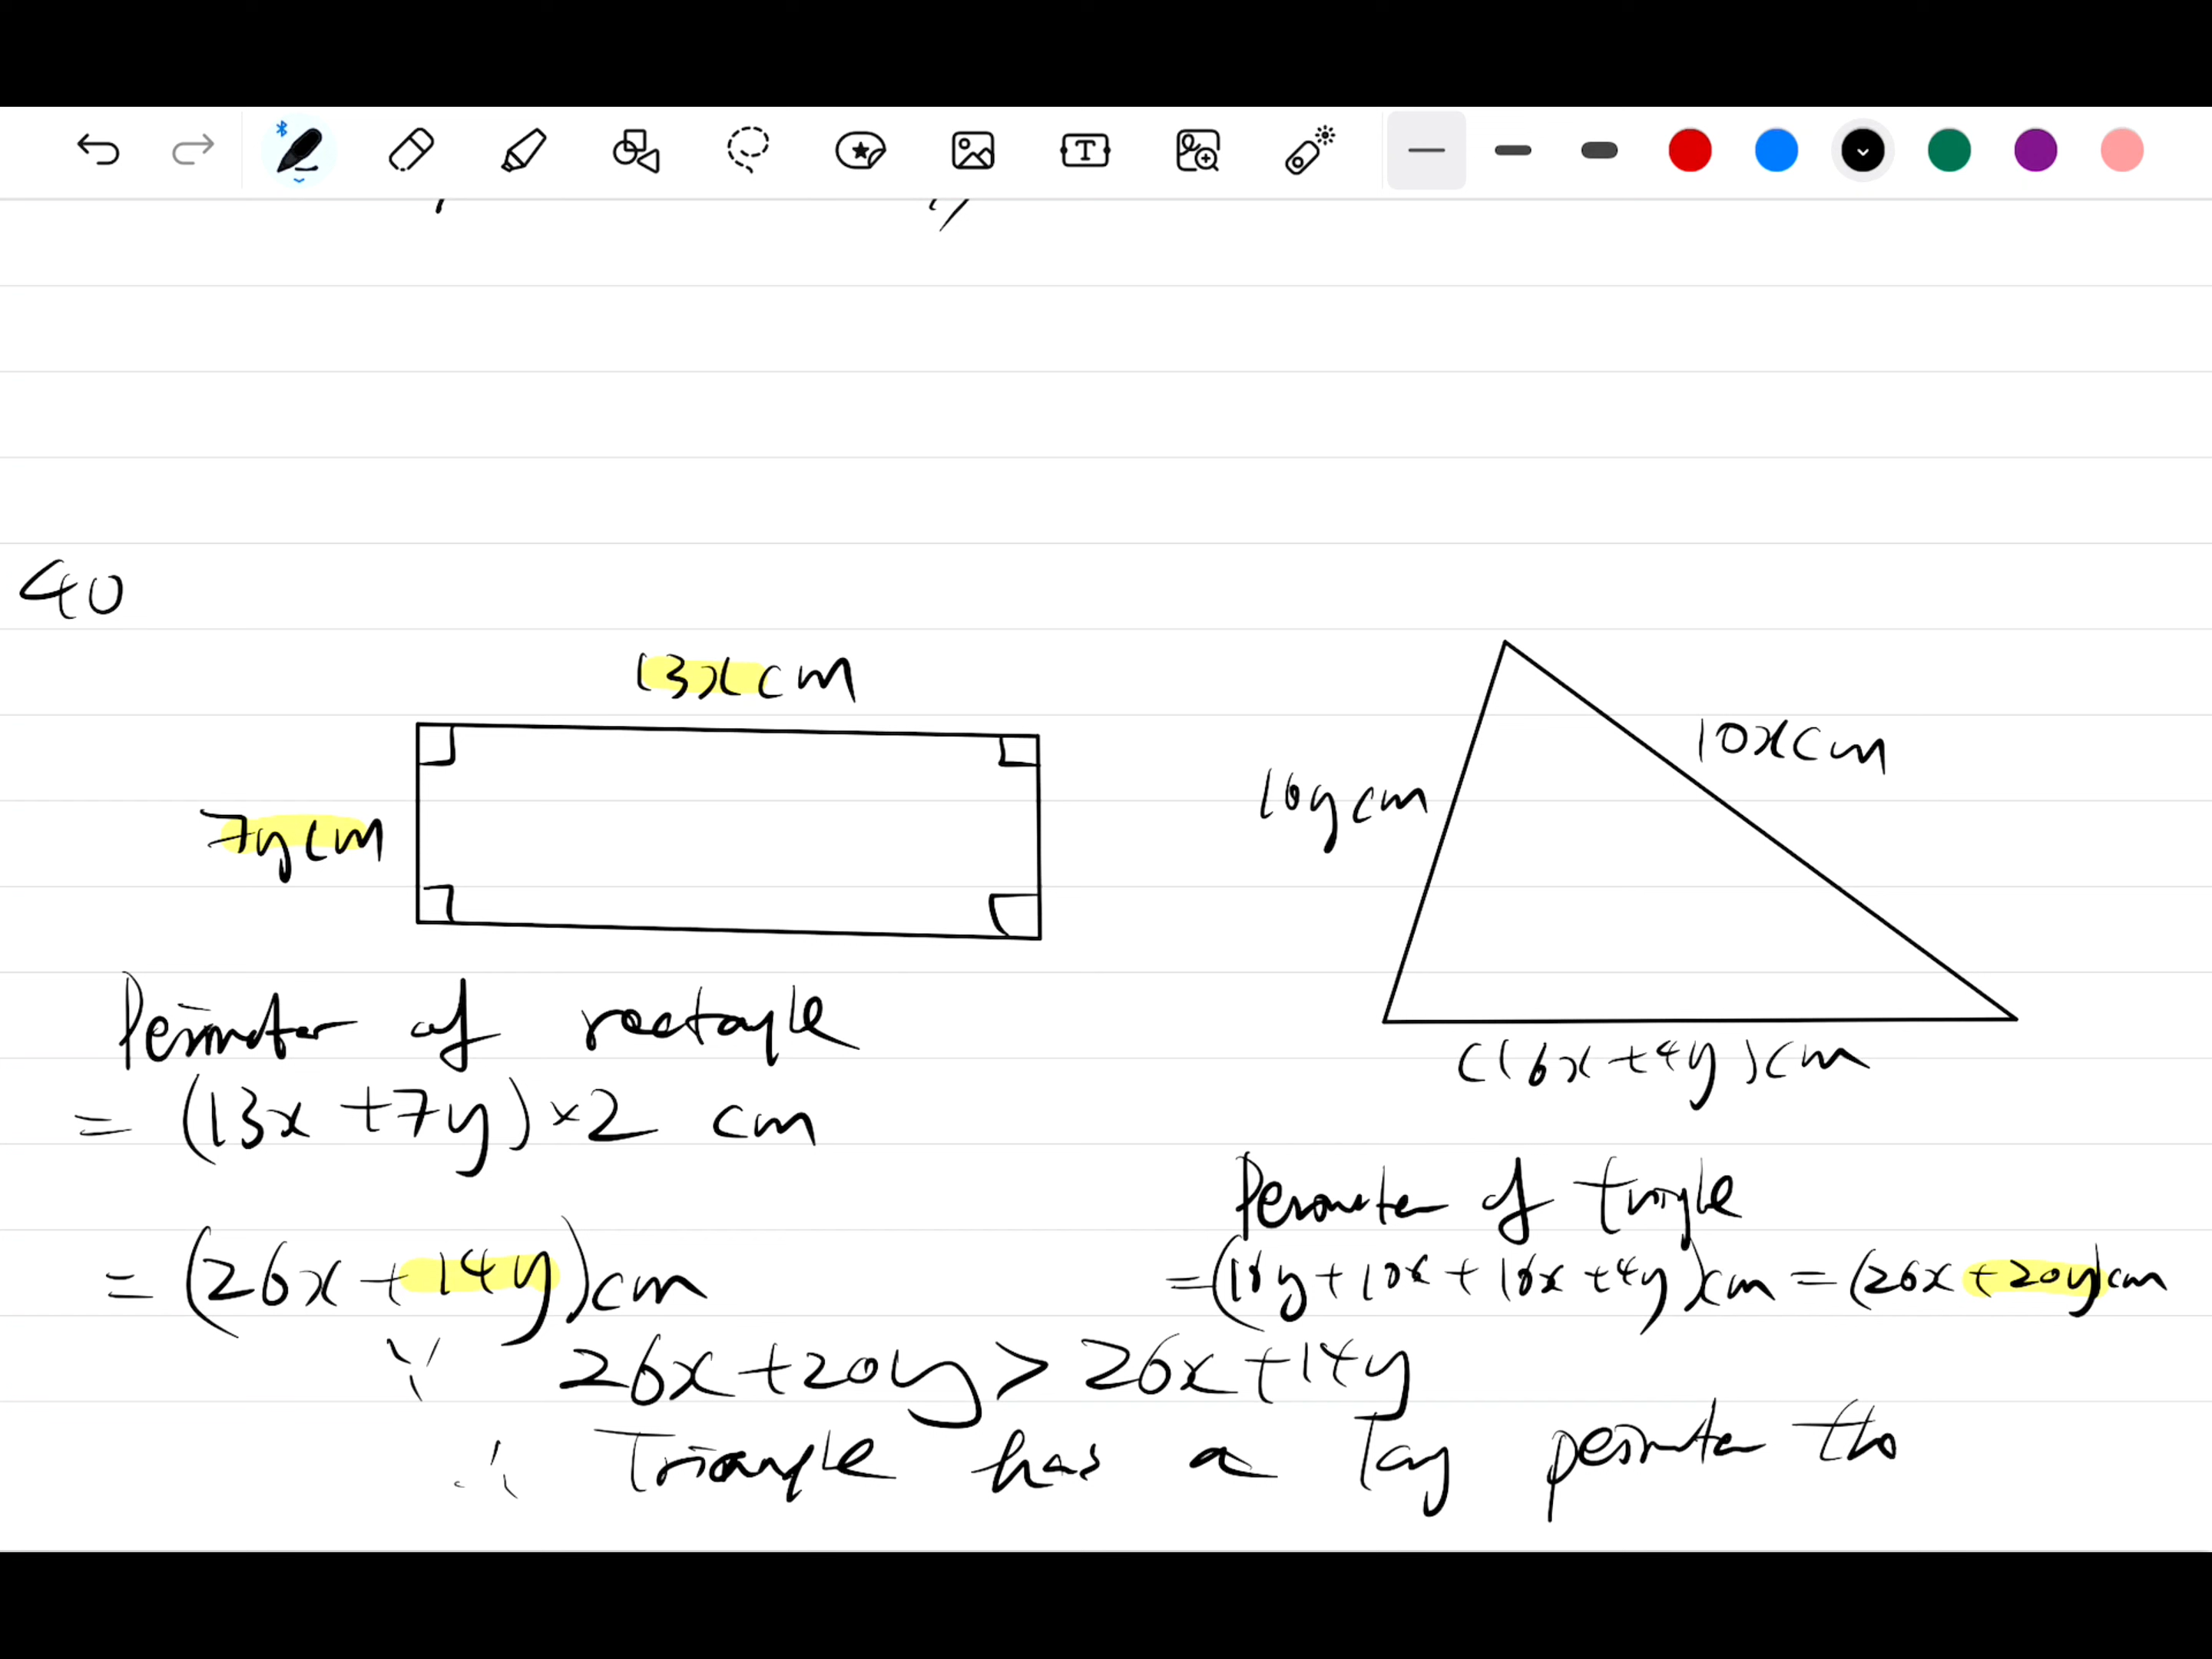 40
13x cm
7y cm
10x cm
16y cm
(16x+4y)cm
Perimeter of rectangle
= (13x +7y)×2 cm
= (26x+14y)cm
Perimeter of triangle
=(16y+10x+16x+4y)cm = (26x+20y)cm
∵ 26x+20y > 26x+14y
∴ Triangle has a perimeter